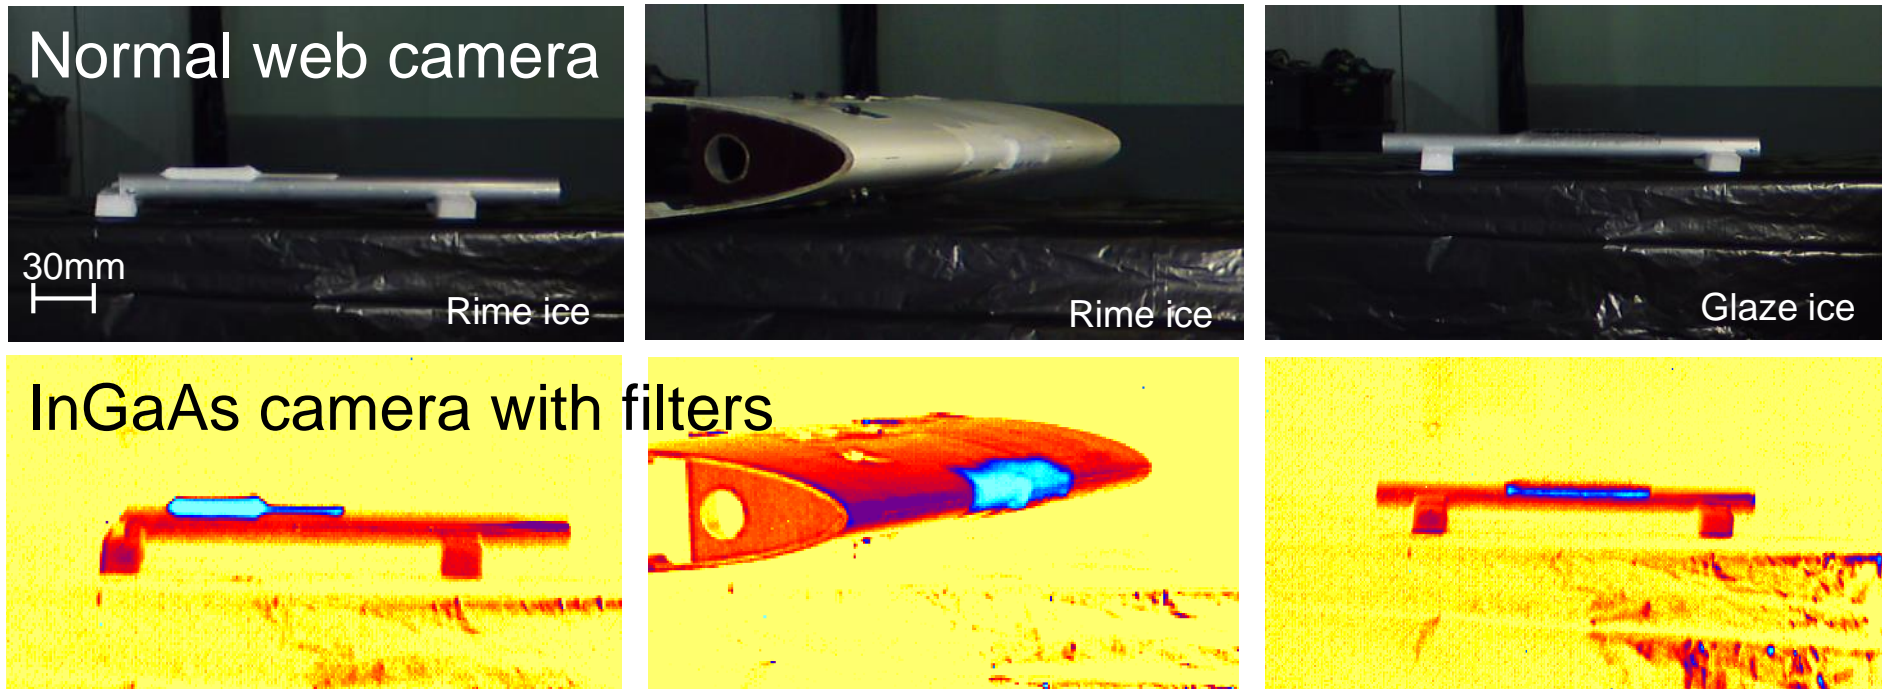 Normal web camera
30mm
Rime ice
Rime ice
Glaze ice
InGaAs camera with filters